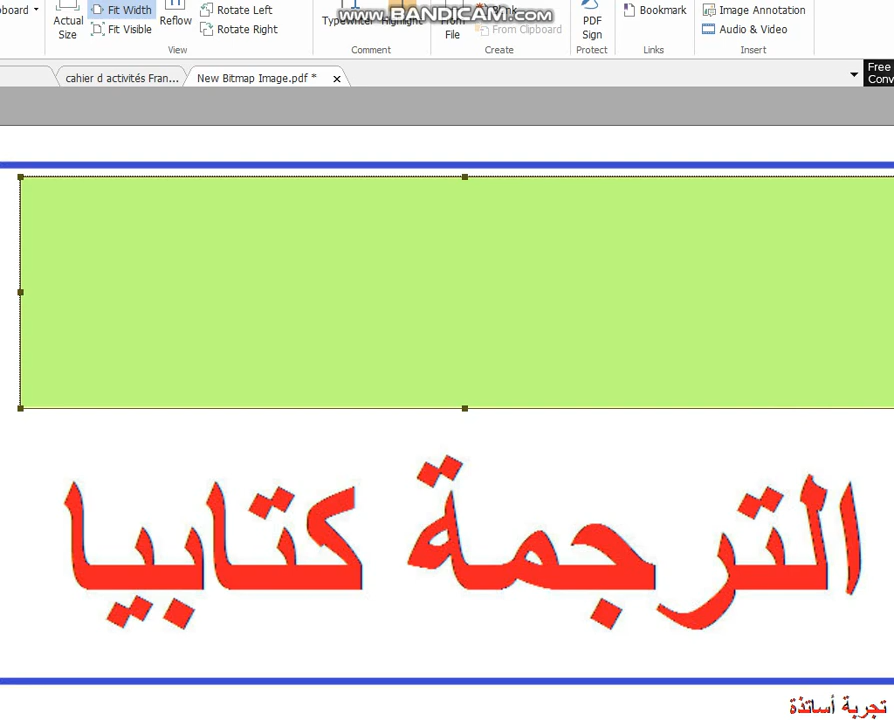 Actual Size
Fit Width
Fit Visible
Reflow
Rotate Left
Rotate Right
View
www.BANDICAM.com
Comment
File
From Clipboard
Create
PDF Sign
Protect
Bookmark
Links
Image Annotation
Audio & Video
Insert
cahier d activités Fran...
New Bitmap Image.pdf *
Free
Conv
الترجمة كتابيا
تجربة أساتذة